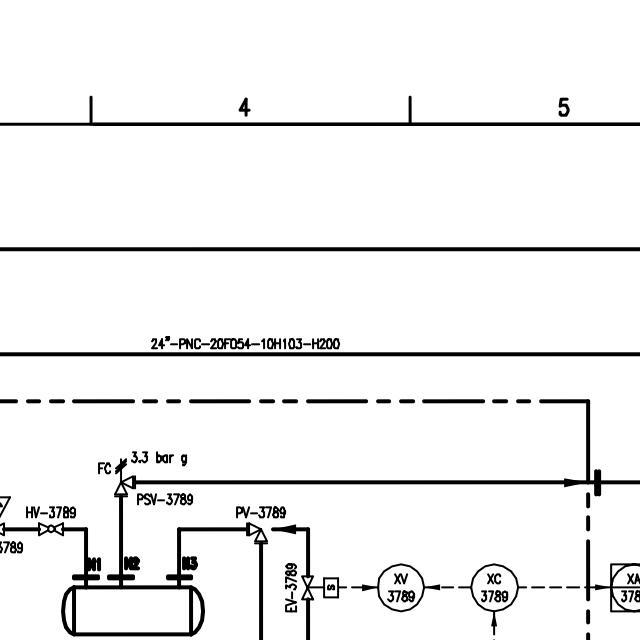 4
5
24"-PNC-20F054-10H103-H200
3.3 bar g
FC
PSV-3789
HV-3789
PV-3789
3789
N1
N2
N3
EV-3789
S
XV
3789
XC
3789
XA
378